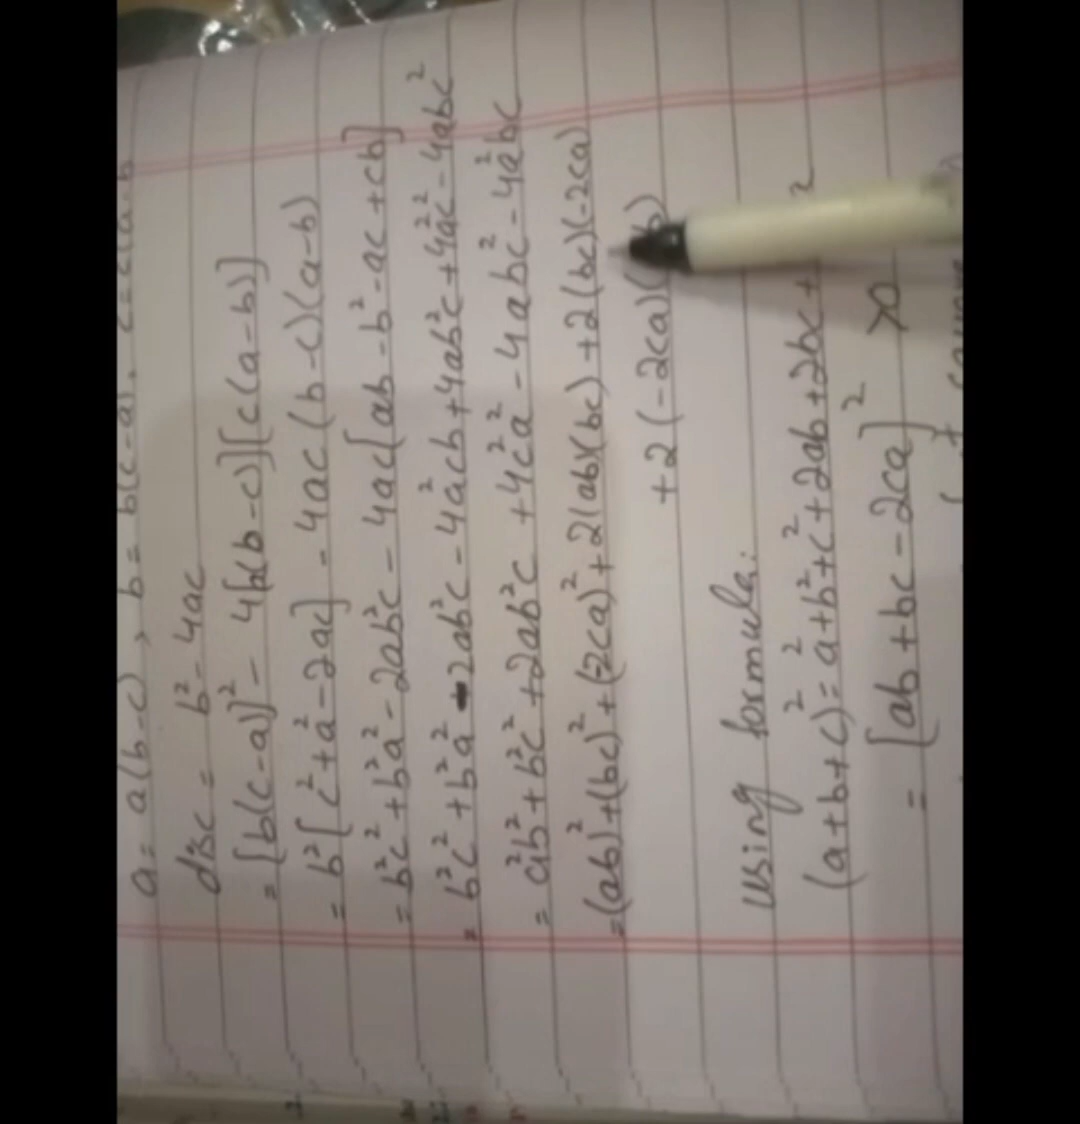 a = a(b-c), b = b(c-a), c = c(a-b
disc = b² - 4ac
= [b(c-a)]² - 4[a(b-c)][c(a-b)]
= b²[c²+a²-2ac] - 4ac(b-c)(a-b)
= b²c²+b²a²-2ab²c - 4ac[ab-b²-ac+cb]
= b²c²+b²a²-2ab²c-4a²cb+4ab²c+4a²c²-4abc²
= a²b²+b²c²+2ab²c+4c²a²-4abc²-4a²bc
=(ab)²+(bc)²+(-2ca)²+2(ab)(bc)+2(bc)(-2ca)
+2(-2ca)( b)
using formula:
(a+b+c)²=a²+b²+c²+2ab+2bc+
= [ab+bc-2ca]²